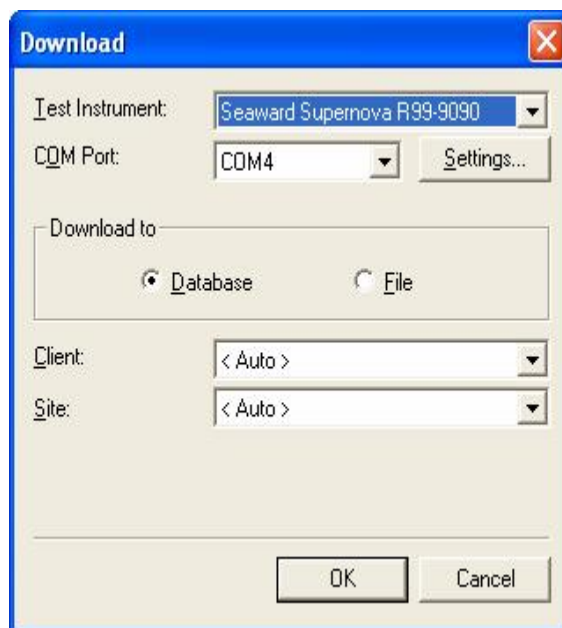 Download
Test Instrument: Seaward Supernova R99-9090
COM Port: COM4 Settings...
Download to
Database File
Client: < Auto >
Site: < Auto >
OK Cancel